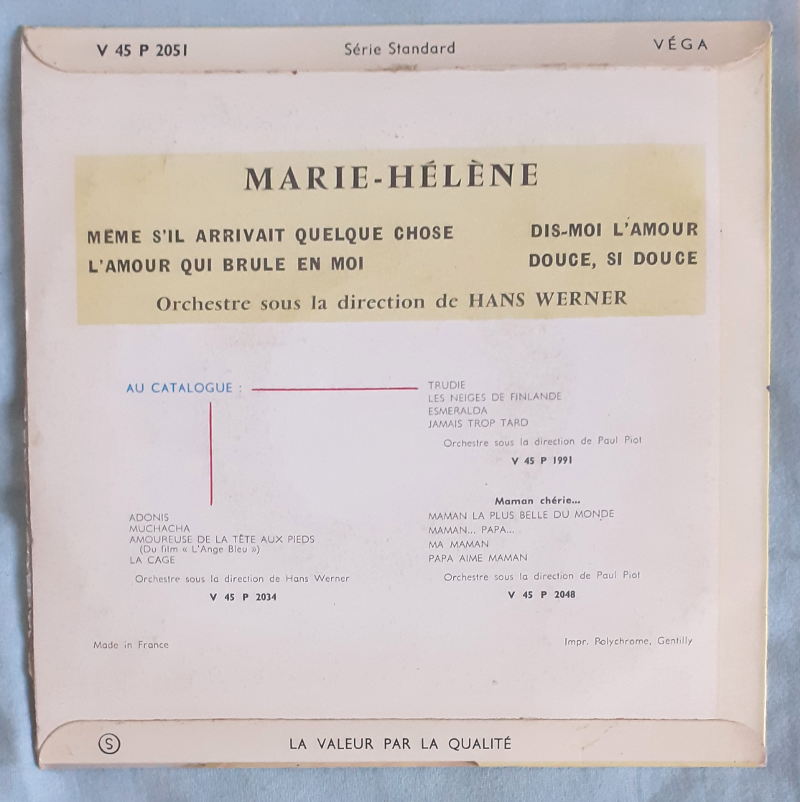 V 45 P 2051 Série Standard VÉGA
MARIE-HÉLÈNE
MÊME S'IL ARRIVAIT QUELQUE CHOSE DIS-MOI L'AMOUR
L'AMOUR QUI BRULE EN MOI DOUCE, SI DOUCE
Orchestre sous la direction de HANS WERNER
AU CATALOGUE :
TRUDIE
LES NEIGES DE FINLANDE
ESMERALDA
JAMAIS TROP TARD
Orchestre sous la direction de Paul Piot
V 45 P 1991
ADONIS
MUCHACHA
AMOUREUSE DE LA TÊTE AUX PIEDS
(Du film « L'Ange Bleu »)
LA CAGE
Orchestre sous la direction de Hans Werner
V 45 P 2034
Maman chérie...
MAMAN LA PLUS BELLE DU MONDE
MAMAN... PAPA...
MA MAMAN
PAPA AIME MAMAN
Orchestre sous la direction de Paul Piot
V 45 P 2048
Made in France Impr. Polychrome, Gentilly
S LA VALEUR PAR LA QUALITÉ